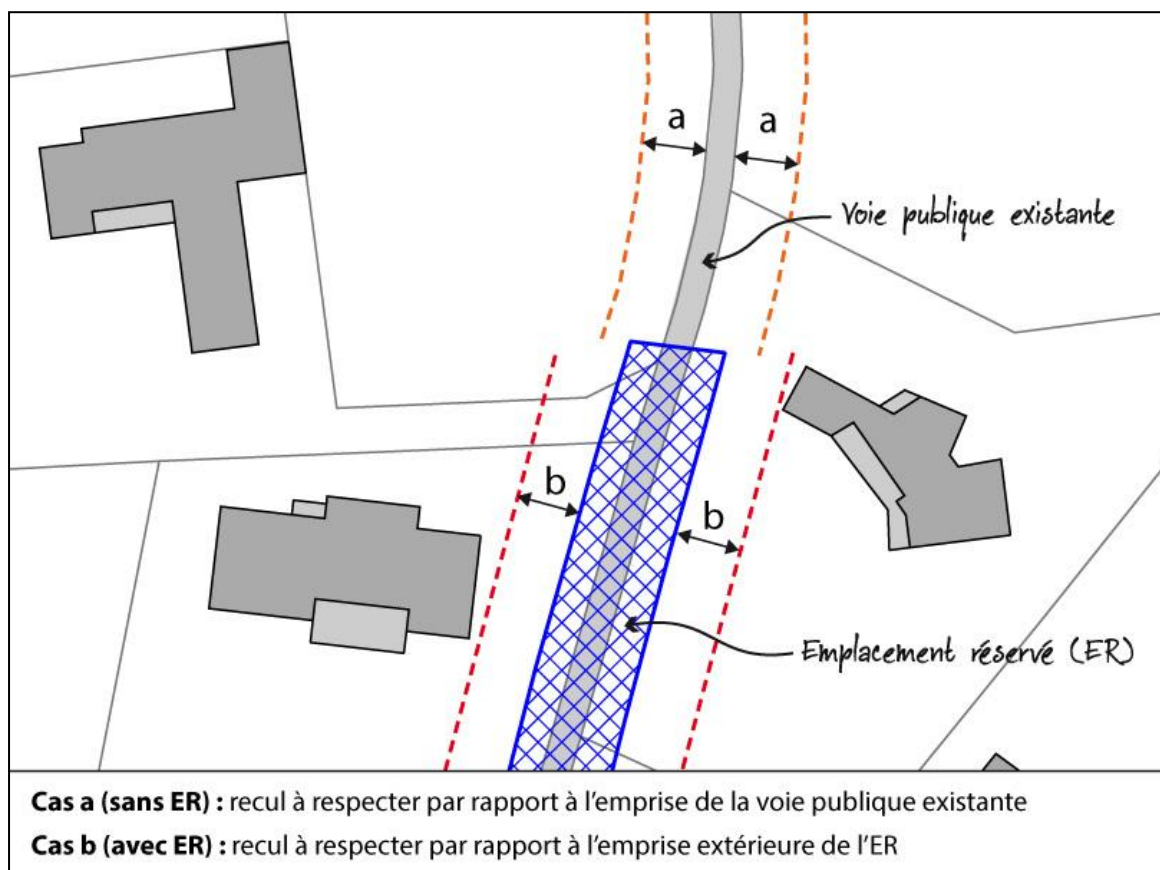 a
a
Voie publique existante
b
b
Emplacement réservé (ER)
Cas a (sans ER) : recul à respecter par rapport à l'emprise de la voie publique existante
Cas b (avec ER) : recul à respecter par rapport à l'emprise extérieure de l'ER